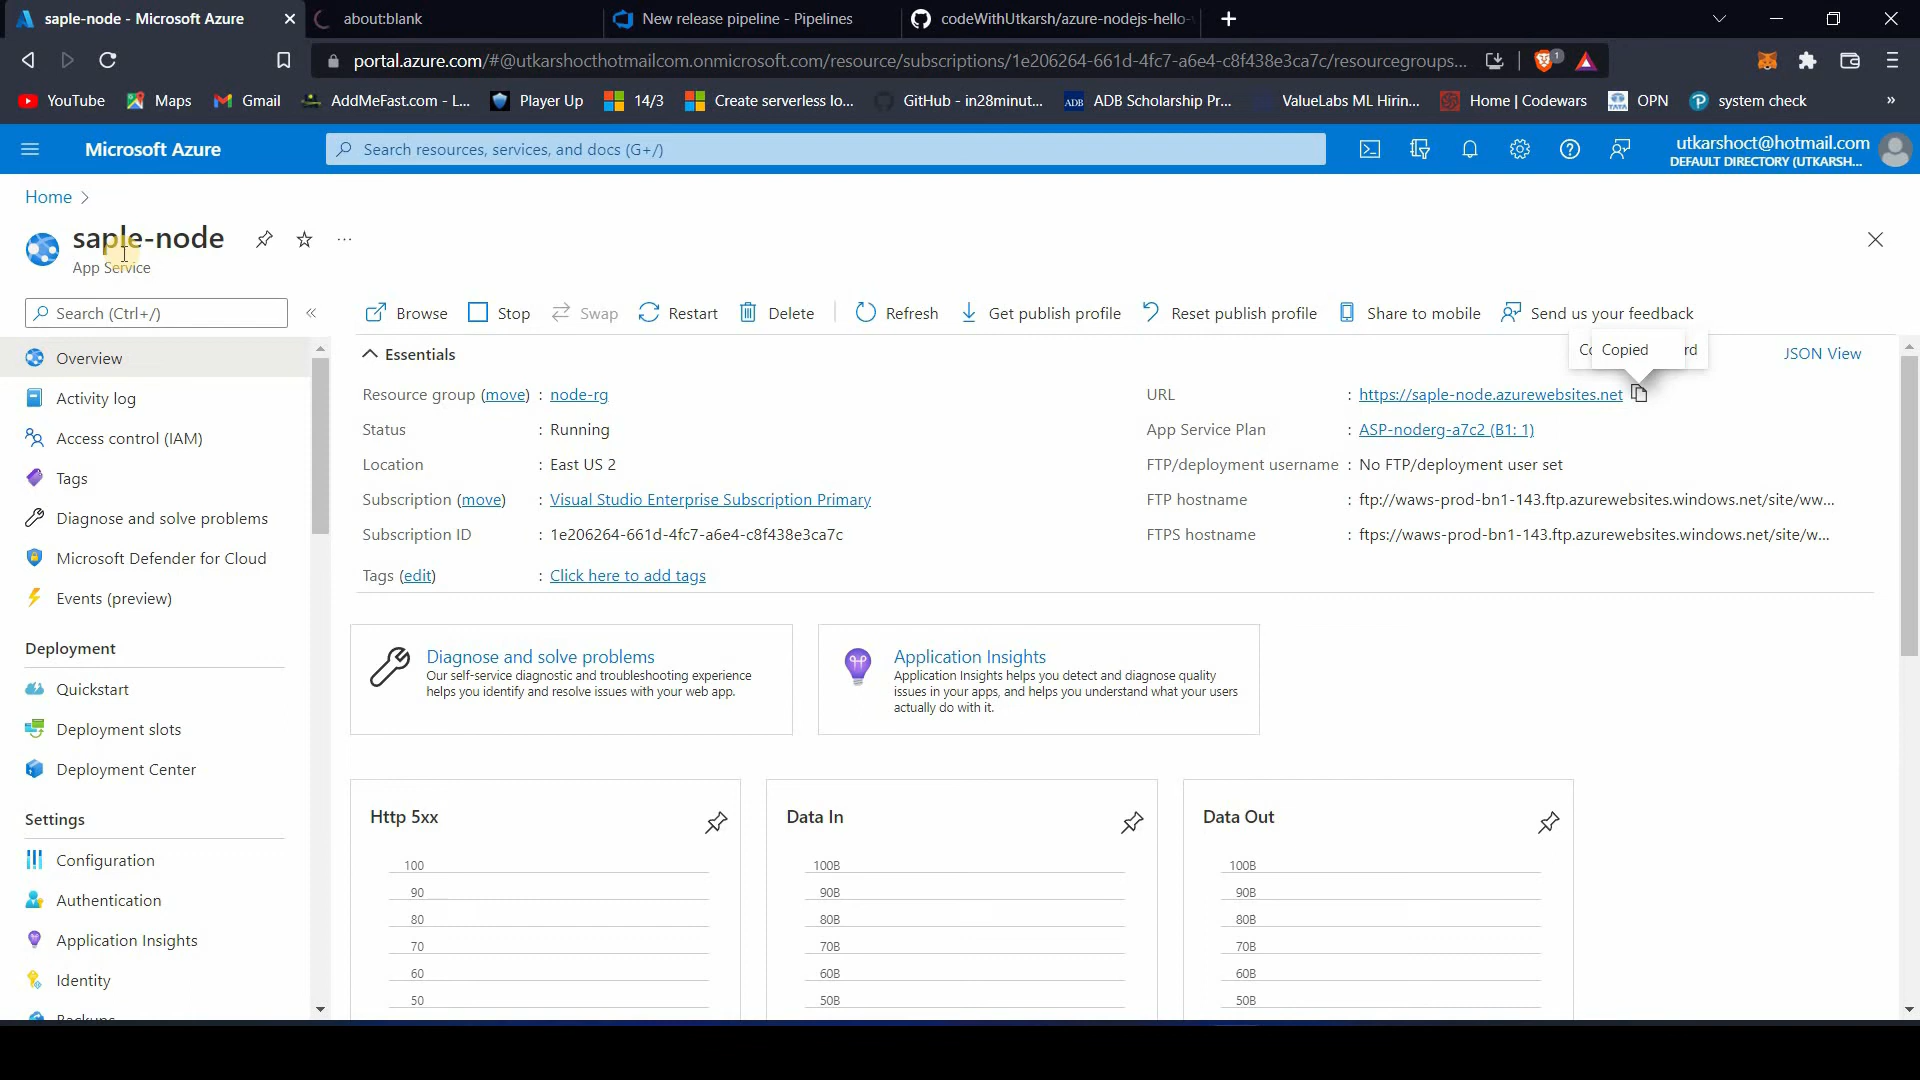 saple-node - Microsoft Azure
about:blank
New release pipeline - Pipelines
codeWithUtkarsh/azure-nodejs-hello-
portal.azure.com/#@utkarshocthotmailcom.onmicrosoft.com/resource/subscriptions/1e206264-661d-4fc7-a6e4-c8f438e3ca7c/resourcegroups...
1
YouTube
Maps
Gmail
AddMeFast.com - L...
Player Up
14/3
Create serverless lo...
GitHub - in28minut...
ADB Scholarship Pr...
ValueLabs ML Hirin...
Home | Codewars
OPN
system check
»
Microsoft Azure
Search resources, services, and docs (G+/)
utkarshoct@hotmail.com
DEFAULT DIRECTORY (UTKARSH...
Home >
saple-node
App Service
Search (Ctrl+/)
«
Browse
Stop
Swap
Restart
Delete
Refresh
Get publish profile
Reset publish profile
Share to mobile
Send us your feedback
Overview
Activity log
Access control (IAM)
Tags
Diagnose and solve problems
Microsoft Defender for Cloud
Events (preview)
Deployment
Quickstart
Deployment slots
Deployment Center
Settings
Configuration
Authentication
Application Insights
Identity
Backups
Essentials
Copied
JSON View
Resource group (move) : node-rg
Status : Running
Location : East US 2
Subscription (move) : Visual Studio Enterprise Subscription Primary
Subscription ID : 1e206264-661d-4fc7-a6e4-c8f438e3ca7c
Tags (edit) : Click here to add tags
URL : https://saple-node.azurewebsites.net
App Service Plan : ASP-noderg-a7c2 (B1: 1)
FTP/deployment username : No FTP/deployment user set
FTP hostname : ftp://waws-prod-bn1-143.ftp.azurewebsites.windows.net/site/ww...
FTPS hostname : ftps://waws-prod-bn1-143.ftp.azurewebsites.windows.net/site/w...
Diagnose and solve problems
Our self-service diagnostic and troubleshooting experience
helps you identify and resolve issues with your web app.
Application Insights
Application Insights helps you detect and diagnose quality
issues in your apps, and helps you understand what your users
actually do with it.
Http 5xx
100
90
80
70
60
50
Data In
100B
90B
80B
70B
60B
50B
Data Out
100B
90B
80B
70B
60B
50B